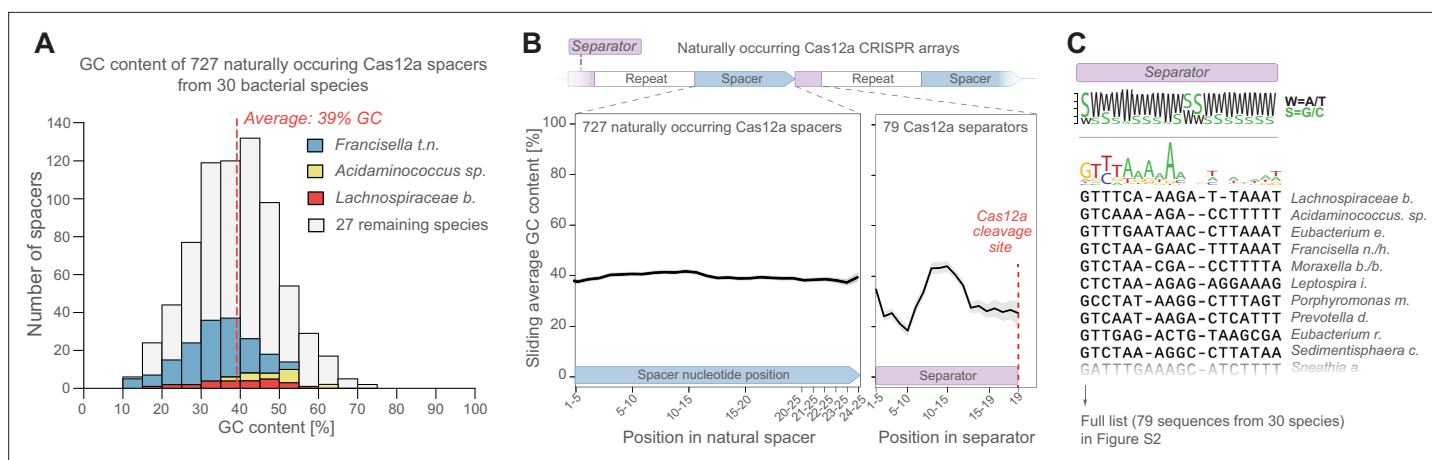 A
GC content of 727 naturally occuring Cas12a spacers
from 30 bacterial species
Average: 39% GC
Number of spacers
140
120
100
80
60
40
20
0
Francisella t.n.
Acidaminococcus sp.
Lachnospiraceae b.
27 remaining species
0 10 20 30 40 50 60 70 80 90 100
GC content [%]
B
Separator
Naturally occurring Cas12a CRISPR arrays
Repeat Spacer Repeat Spacer
727 naturally occurring Cas12a spacers
79 Cas12a separators
Sliding average GC content [%]
100
80
60
40
20
0
Cas12a
cleavage
site
Spacer nucleotide position
Separator
1-5 5-10 10-15 15-20 20-25 21-25 22-25 23-25 24-25
1-5 5-10 10-15 15-19 19
Position in natural spacer
Position in separator
C
Separator
W=A/T
S=G/C
GTTTCA-AAGA-T-TAAAT Lachnospiraceae b.
GTCAAA-AGA--CCTTTTT Acidaminococcus. sp.
GTTTGAATAAC-CTTAAAT Eubacterium e.
GTCTAA-GAAC-TTTAAAT Francisella n./h.
GTCTAA-CGA--CCTTTTA Moraxella b./b.
CTCTAA-AGAG-AGGAAAG Leptospira i.
GCCTAT-AAGG-CTTTAGT Porphyromonas m.
GTCAAT-AAGA-CTCATTT Prevotella d.
GTTGAG-ACTG-TAAGCGA Eubacterium r.
GTCTAA-AGGC-CTTATAA Sedimentisphaera c.
GATTTGAAAGC-ATCTTTT Sneathia a.
Full list (79 sequences from 30 species)
in Figure S2